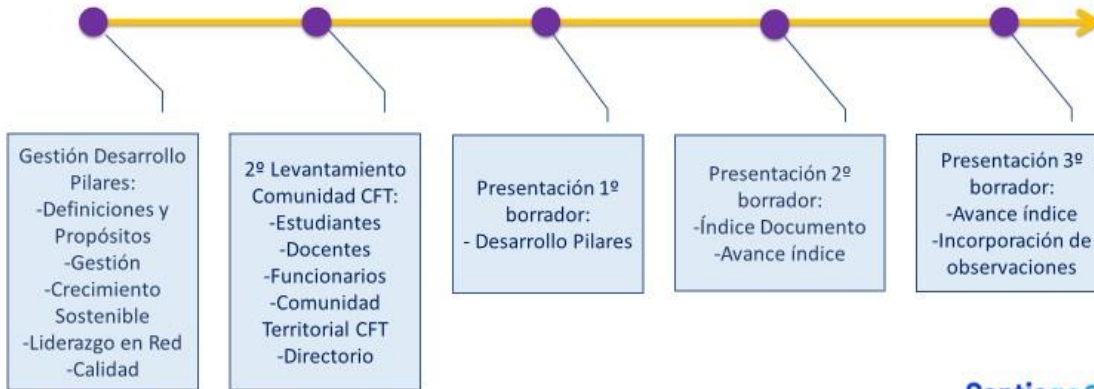 Gestión Desarrollo
Pilares:
-Definiciones y
Propósitos
-Gestión
-Crecimiento
Sostenible
-Liderazgo en Red
-Calidad
2º Levantamiento
Comunidad CFT:
-Estudiantes
-Docentes
-Funcionarios
-Comunidad
Territorial CFT
-Directorio
Presentación 1º
borrador:
- Desarrollo Pilares
Presentación 2º
borrador:
-Índice Documento
-Avance índice
Presentación 3º
borrador:
-Avance índice
-Incorporación de
observaciones